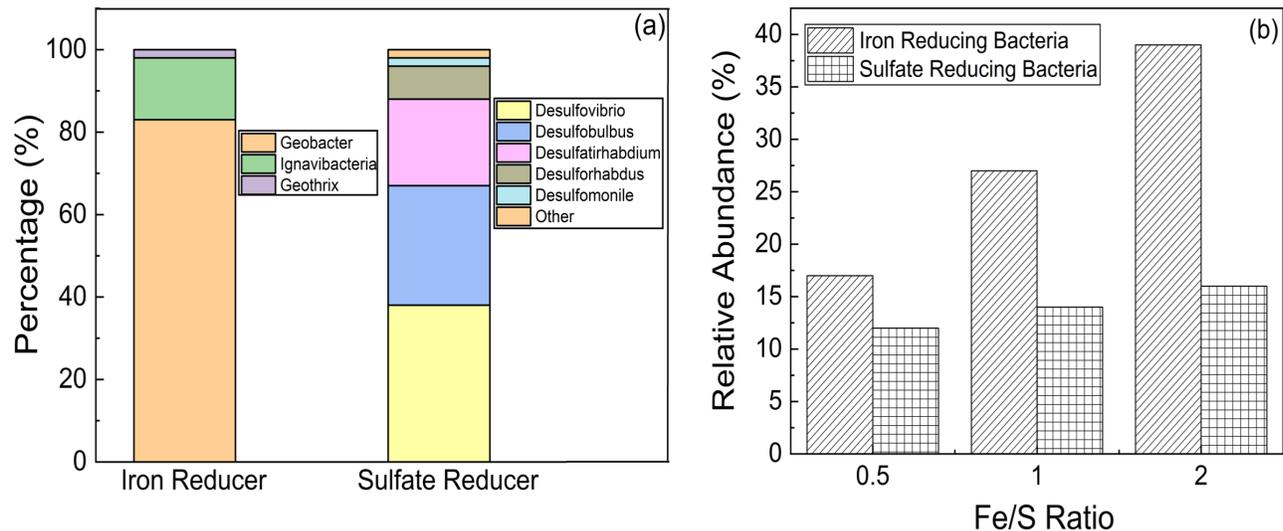 (a)
Percentage (%)
100
80
60
40
20
0
Geobacter
Ignavibacteria
Geothrix
Desulfovibrio
Desulfobulbus
Desulfatirhabdium
Desulforhabdus
Desulfomonile
Other
Iron Reducer
Sulfate Reducer
(b)
Relative Abundance (%)
40
35
30
25
20
15
10
5
0
Iron Reducing Bacteria
Sulfate Reducing Bacteria
0.5
1
2
Fe/S Ratio